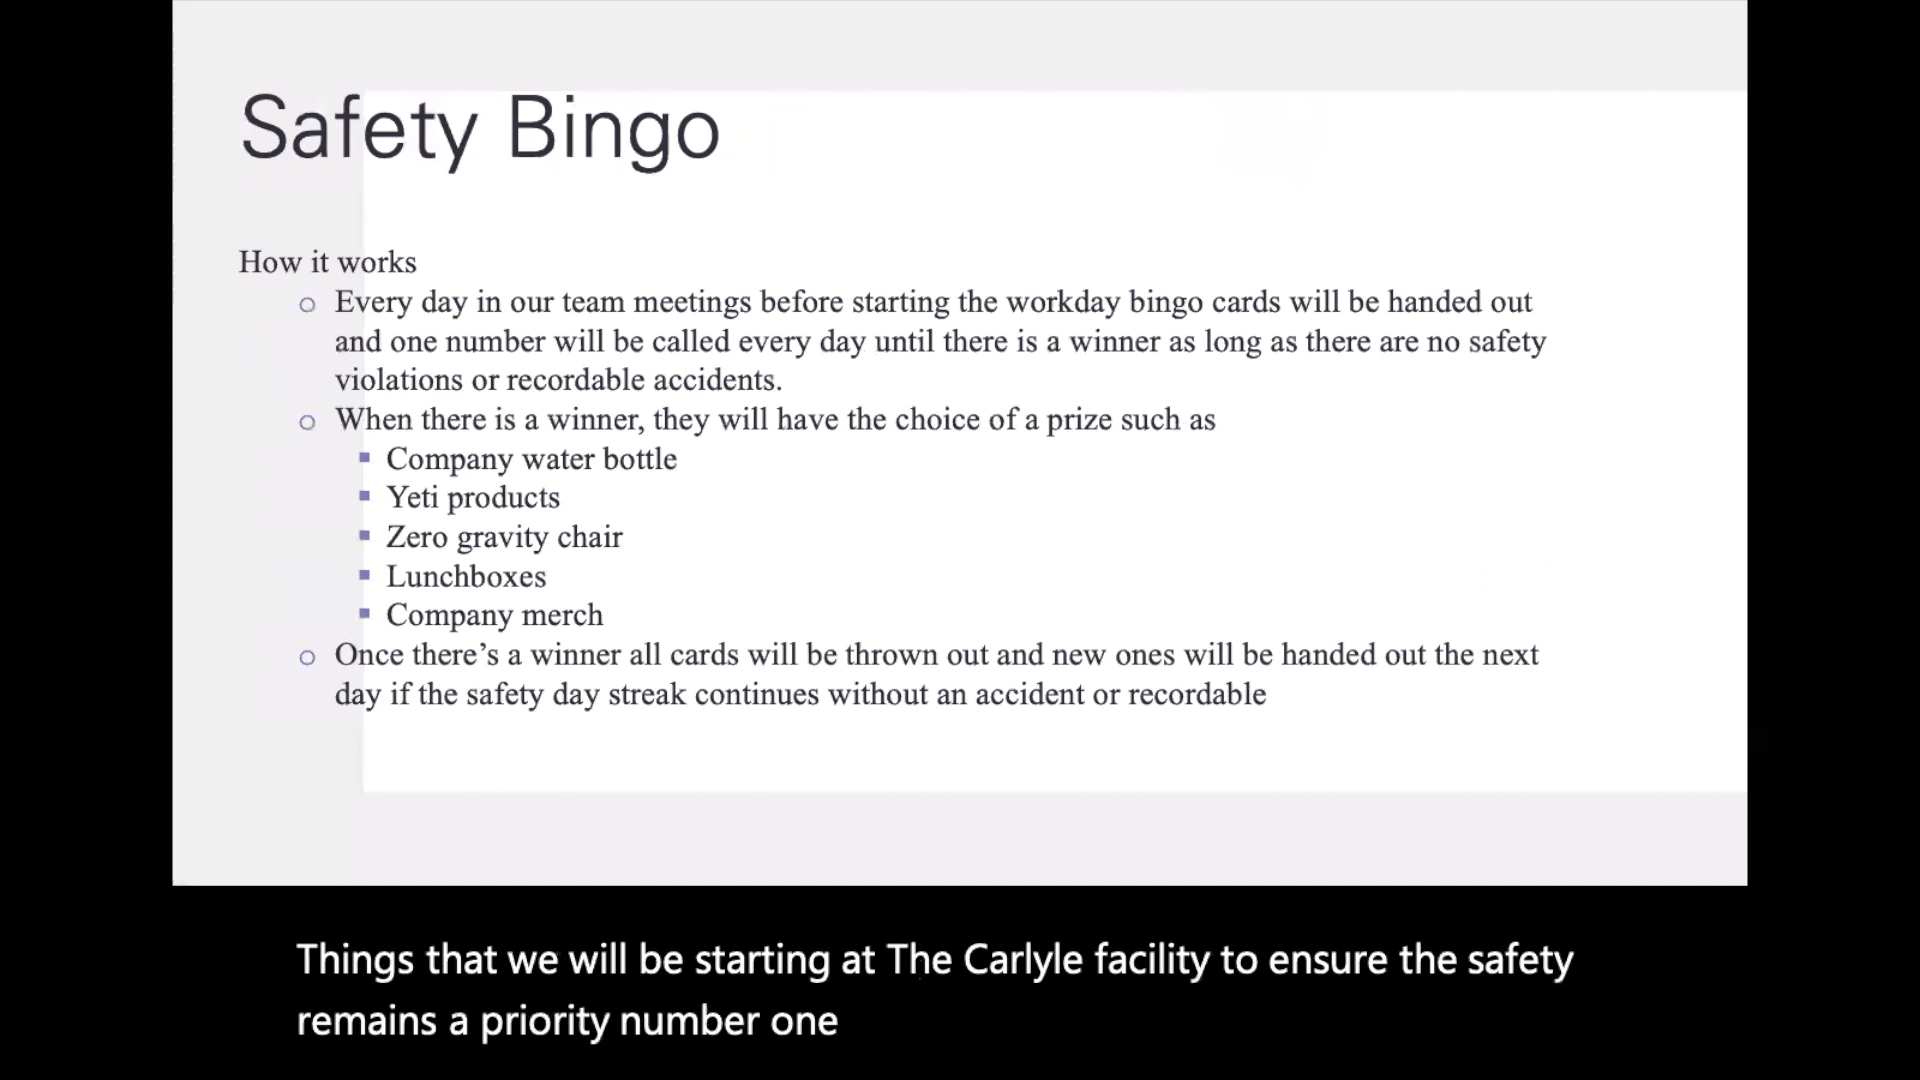 Safety Bingo
How it works
○ Every day in our team meetings before starting the workday bingo cards will be handed out
and one number will be called every day until there is a winner as long as there are no safety
violations or recordable accidents.
○ When there is a winner, they will have the choice of a prize such as
▪ Company water bottle
▪ Yeti products
▪ Zero gravity chair
▪ Lunchboxes
▪ Company merch
○ Once there’s a winner all cards will be thrown out and new ones will be handed out the next
day if the safety day streak continues without an accident or recordable
Things that we will be starting at The Carlyle facility to ensure the safety
remains a priority number one